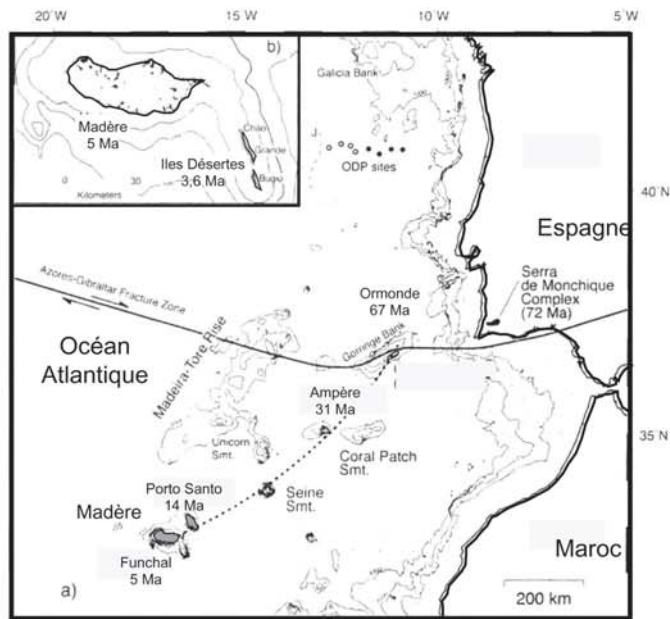 20°W
15°W
10°W
5°W
b)
Madère
5 Ma
Iles Désertes
3,6 Ma
Chão
Grande
Bugio
0
30
Kilometers
Galicia Bank
J
ODP sites
40°N
Espagne
Azores-Gibraltar Fracture Zone
Ormonde
67 Ma
Serra
de Monchique
Complex
(72 Ma)
Gorringe Bank
Océan
Atlantique
Madeira-Tore Rise
Ampère
31 Ma
35°N
Unicorn
Smt.
Coral Patch
Smt.
Porto Santo
14 Ma
Seine
Smt.
Madère
Funchal
5 Ma
Maroc
a)
200 km